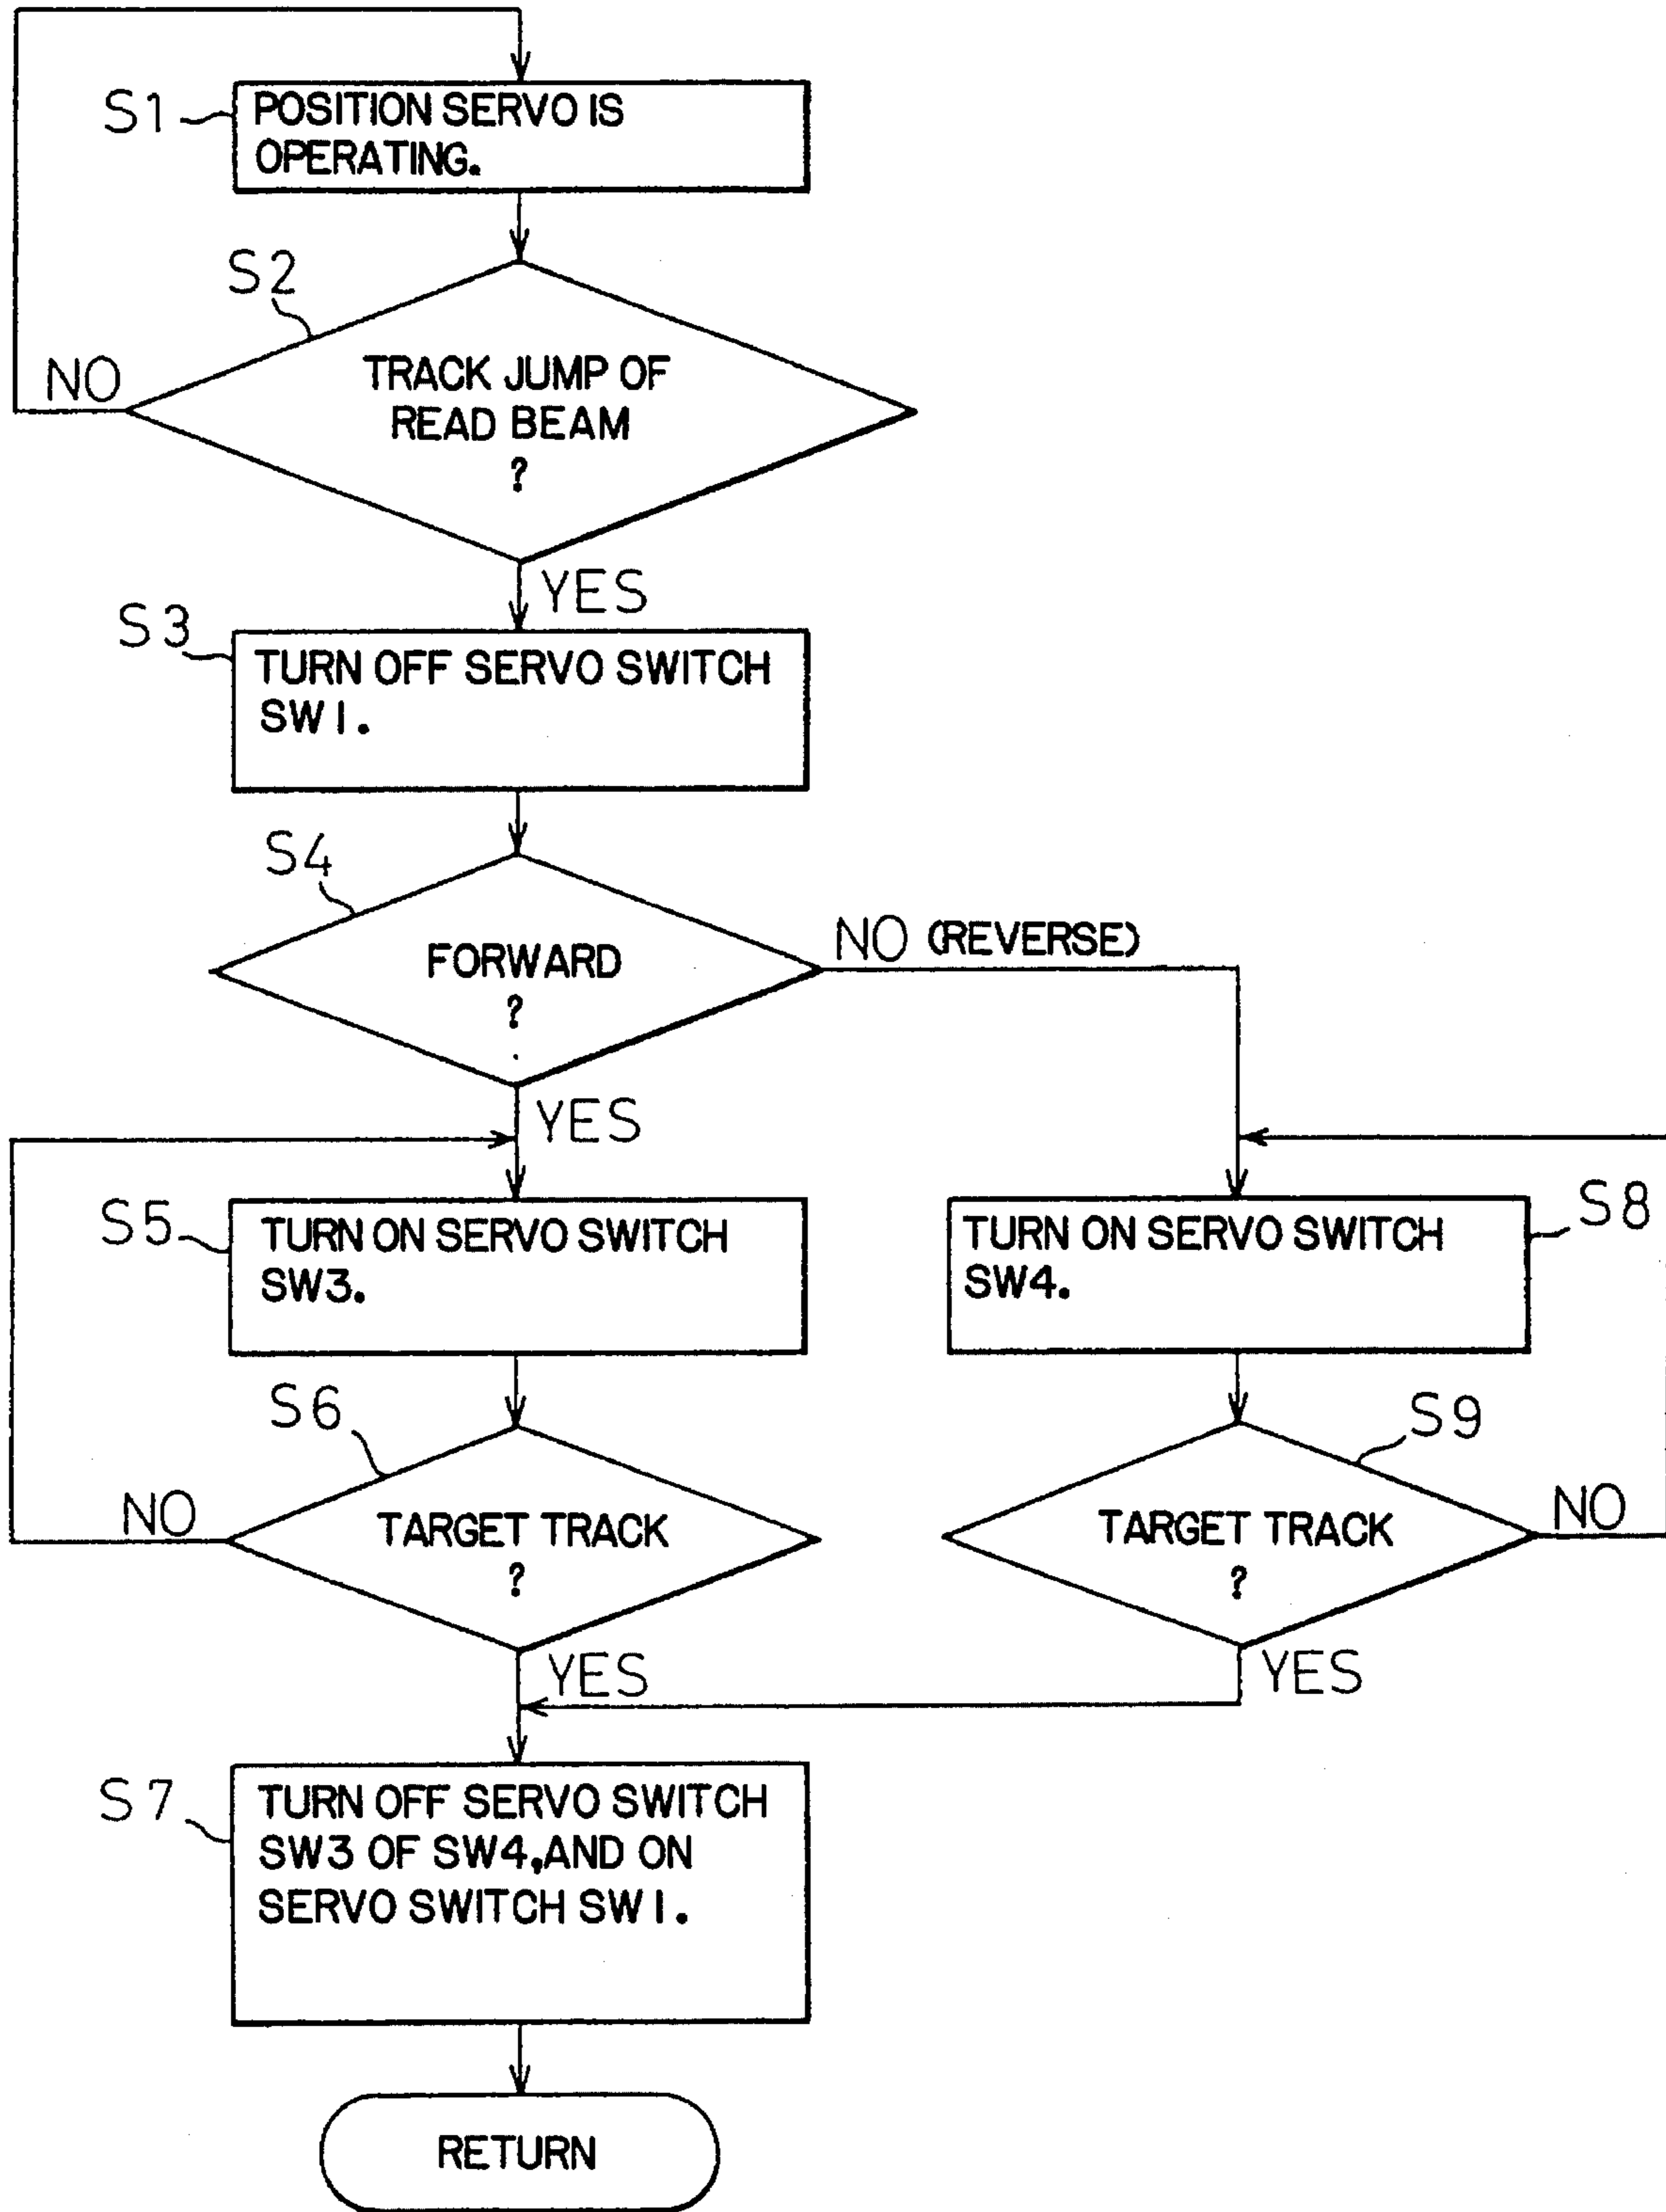 S1
POSITION SERVO IS
OPERATING.
S2
NO
TRACK JUMP OF
READ BEAM
?
YES
S3
TURN OFF SERVO SWITCH
SW1.
S4
FORWARD
?
NO (REVERSE)
YES
S5
TURN ON SERVO SWITCH
SW3.
S8
TURN ON SERVO SWITCH
SW4.
S6
NO
TARGET TRACK
?
YES
S9
TARGET TRACK
?
NO
YES
S7
TURN OFF SERVO SWITCH
SW3 OF SW4,AND ON
SERVO SWITCH SW1.
RETURN